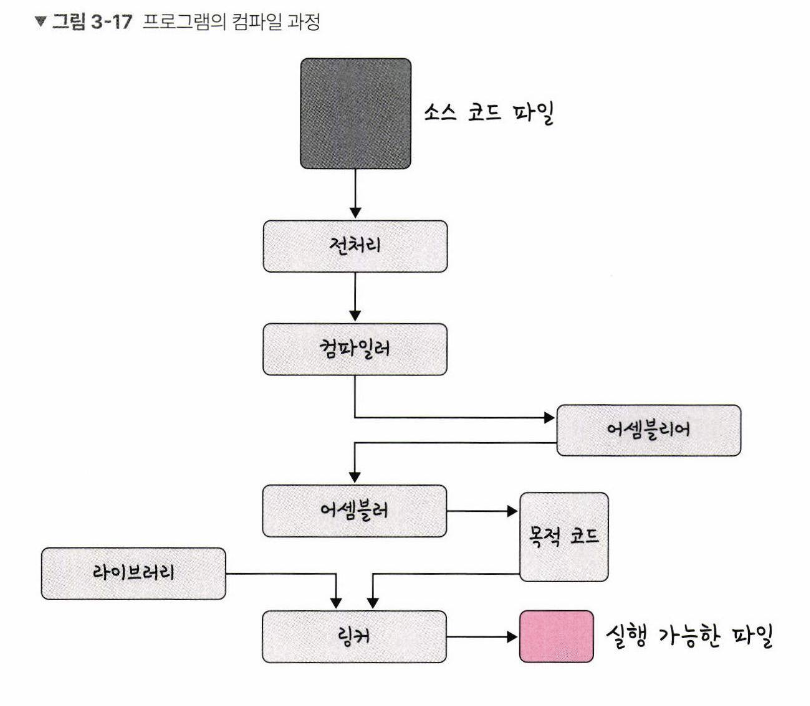 ▼ 그림 3-17 프로그램의 컴파일 과정
소스 코드 파일
전처리
컴파일러
어셈블리어
어셈블러
목적 코드
라이브러리
링커
실행 가능한 파일